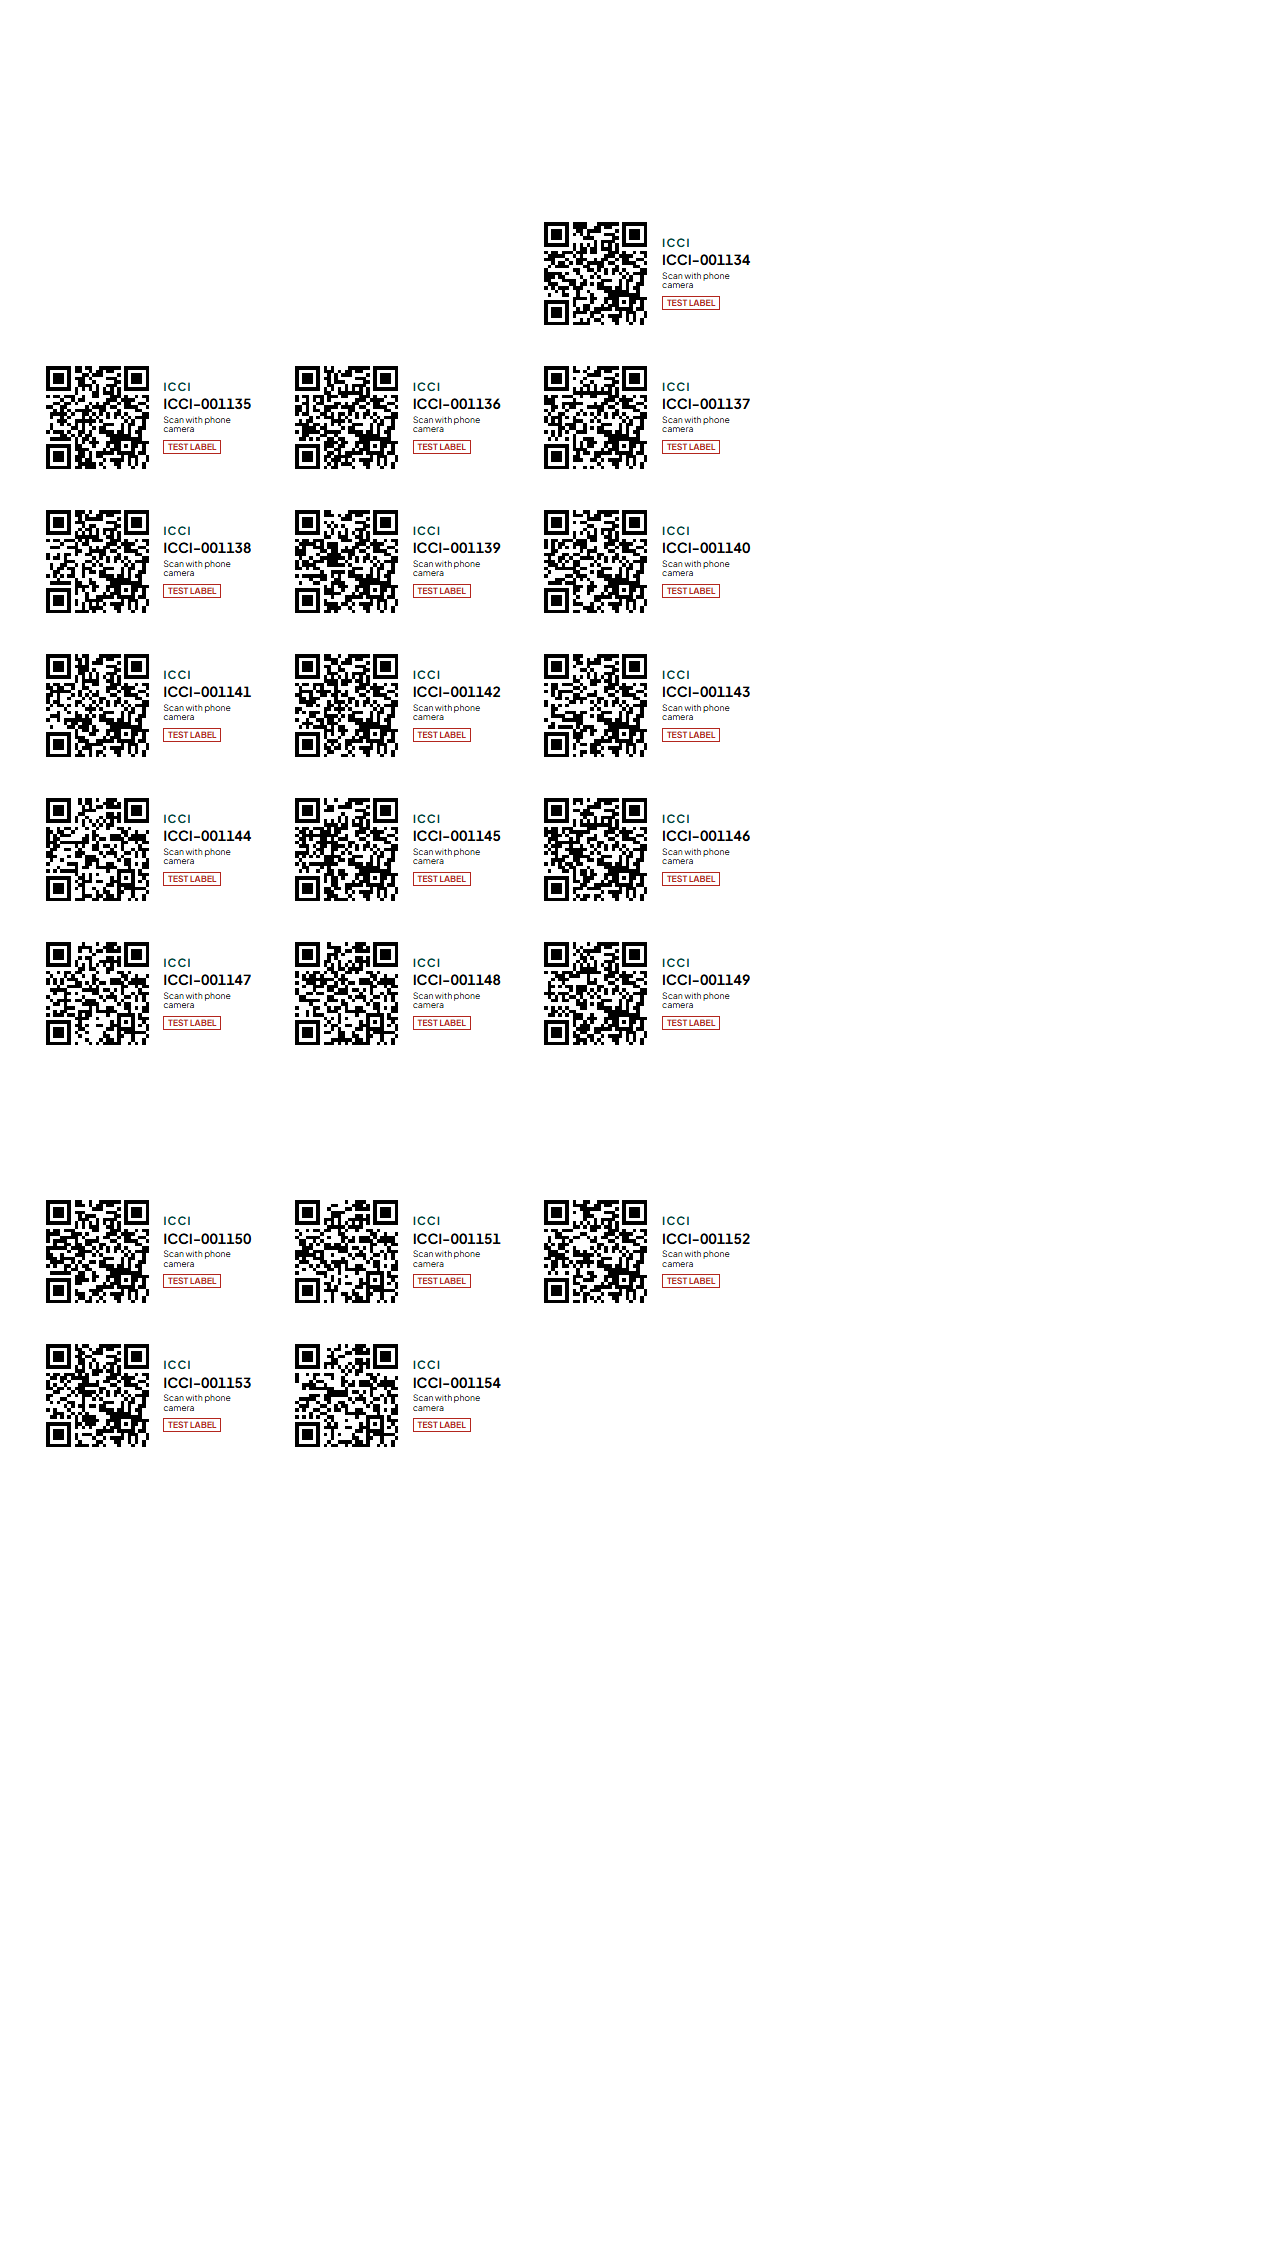 ICCI
ICCI-001134
Scan with phone
camera
TEST LABEL
ICCI
ICCI-001135
Scan with phone
camera
TEST LABEL
ICCI
ICCI-001136
Scan with phone
camera
TEST LABEL
ICCI
ICCI-001137
Scan with phone
camera
TEST LABEL
ICCI
ICCI-001138
Scan with phone
camera
TEST LABEL
ICCI
ICCI-001139
Scan with phone
camera
TEST LABEL
ICCI
ICCI-001140
Scan with phone
camera
TEST LABEL
ICCI
ICCI-001141
Scan with phone
camera
TEST LABEL
ICCI
ICCI-001142
Scan with phone
camera
TEST LABEL
ICCI
ICCI-001143
Scan with phone
camera
TEST LABEL
ICCI
ICCI-001144
Scan with phone
camera
TEST LABEL
ICCI
ICCI-001145
Scan with phone
camera
TEST LABEL
ICCI
ICCI-001146
Scan with phone
camera
TEST LABEL
ICCI
ICCI-001147
Scan with phone
camera
TEST LABEL
ICCI
ICCI-001148
Scan with phone
camera
TEST LABEL
ICCI
ICCI-001149
Scan with phone
camera
TEST LABEL
ICCI
ICCI-001150
Scan with phone
camera
TEST LABEL
ICCI
ICCI-001151
Scan with phone
camera
TEST LABEL
ICCI
ICCI-001152
Scan with phone
camera
TEST LABEL
ICCI
ICCI-001153
Scan with phone
camera
TEST LABEL
ICCI
ICCI-001154
Scan with phone
camera
TEST LABEL